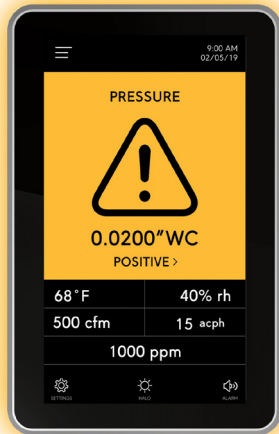 9:00 AM
02/05/19
PRESSURE
0.0200"WC
POSITIVE >
68°F
40% rh
500 cfm
15 acph
1000 ppm
SETTINGS
HALO
ALARM